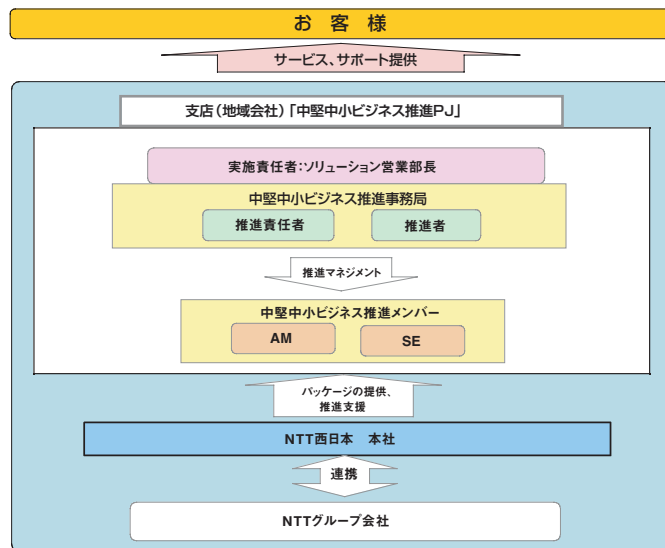 お客様
サービス、サポート提供
支店（地域会社）「中堅中小ビジネス推進PJ」
実施責任者：ソリューション営業部長
中堅中小ビジネス推進事務局
推進責任者
推進者
推進マネジメント
中堅中小ビジネス推進メンバー
AM
SE
パッケージの提供、
推進支援
NTT西日本　本社
連携
NTTグループ会社